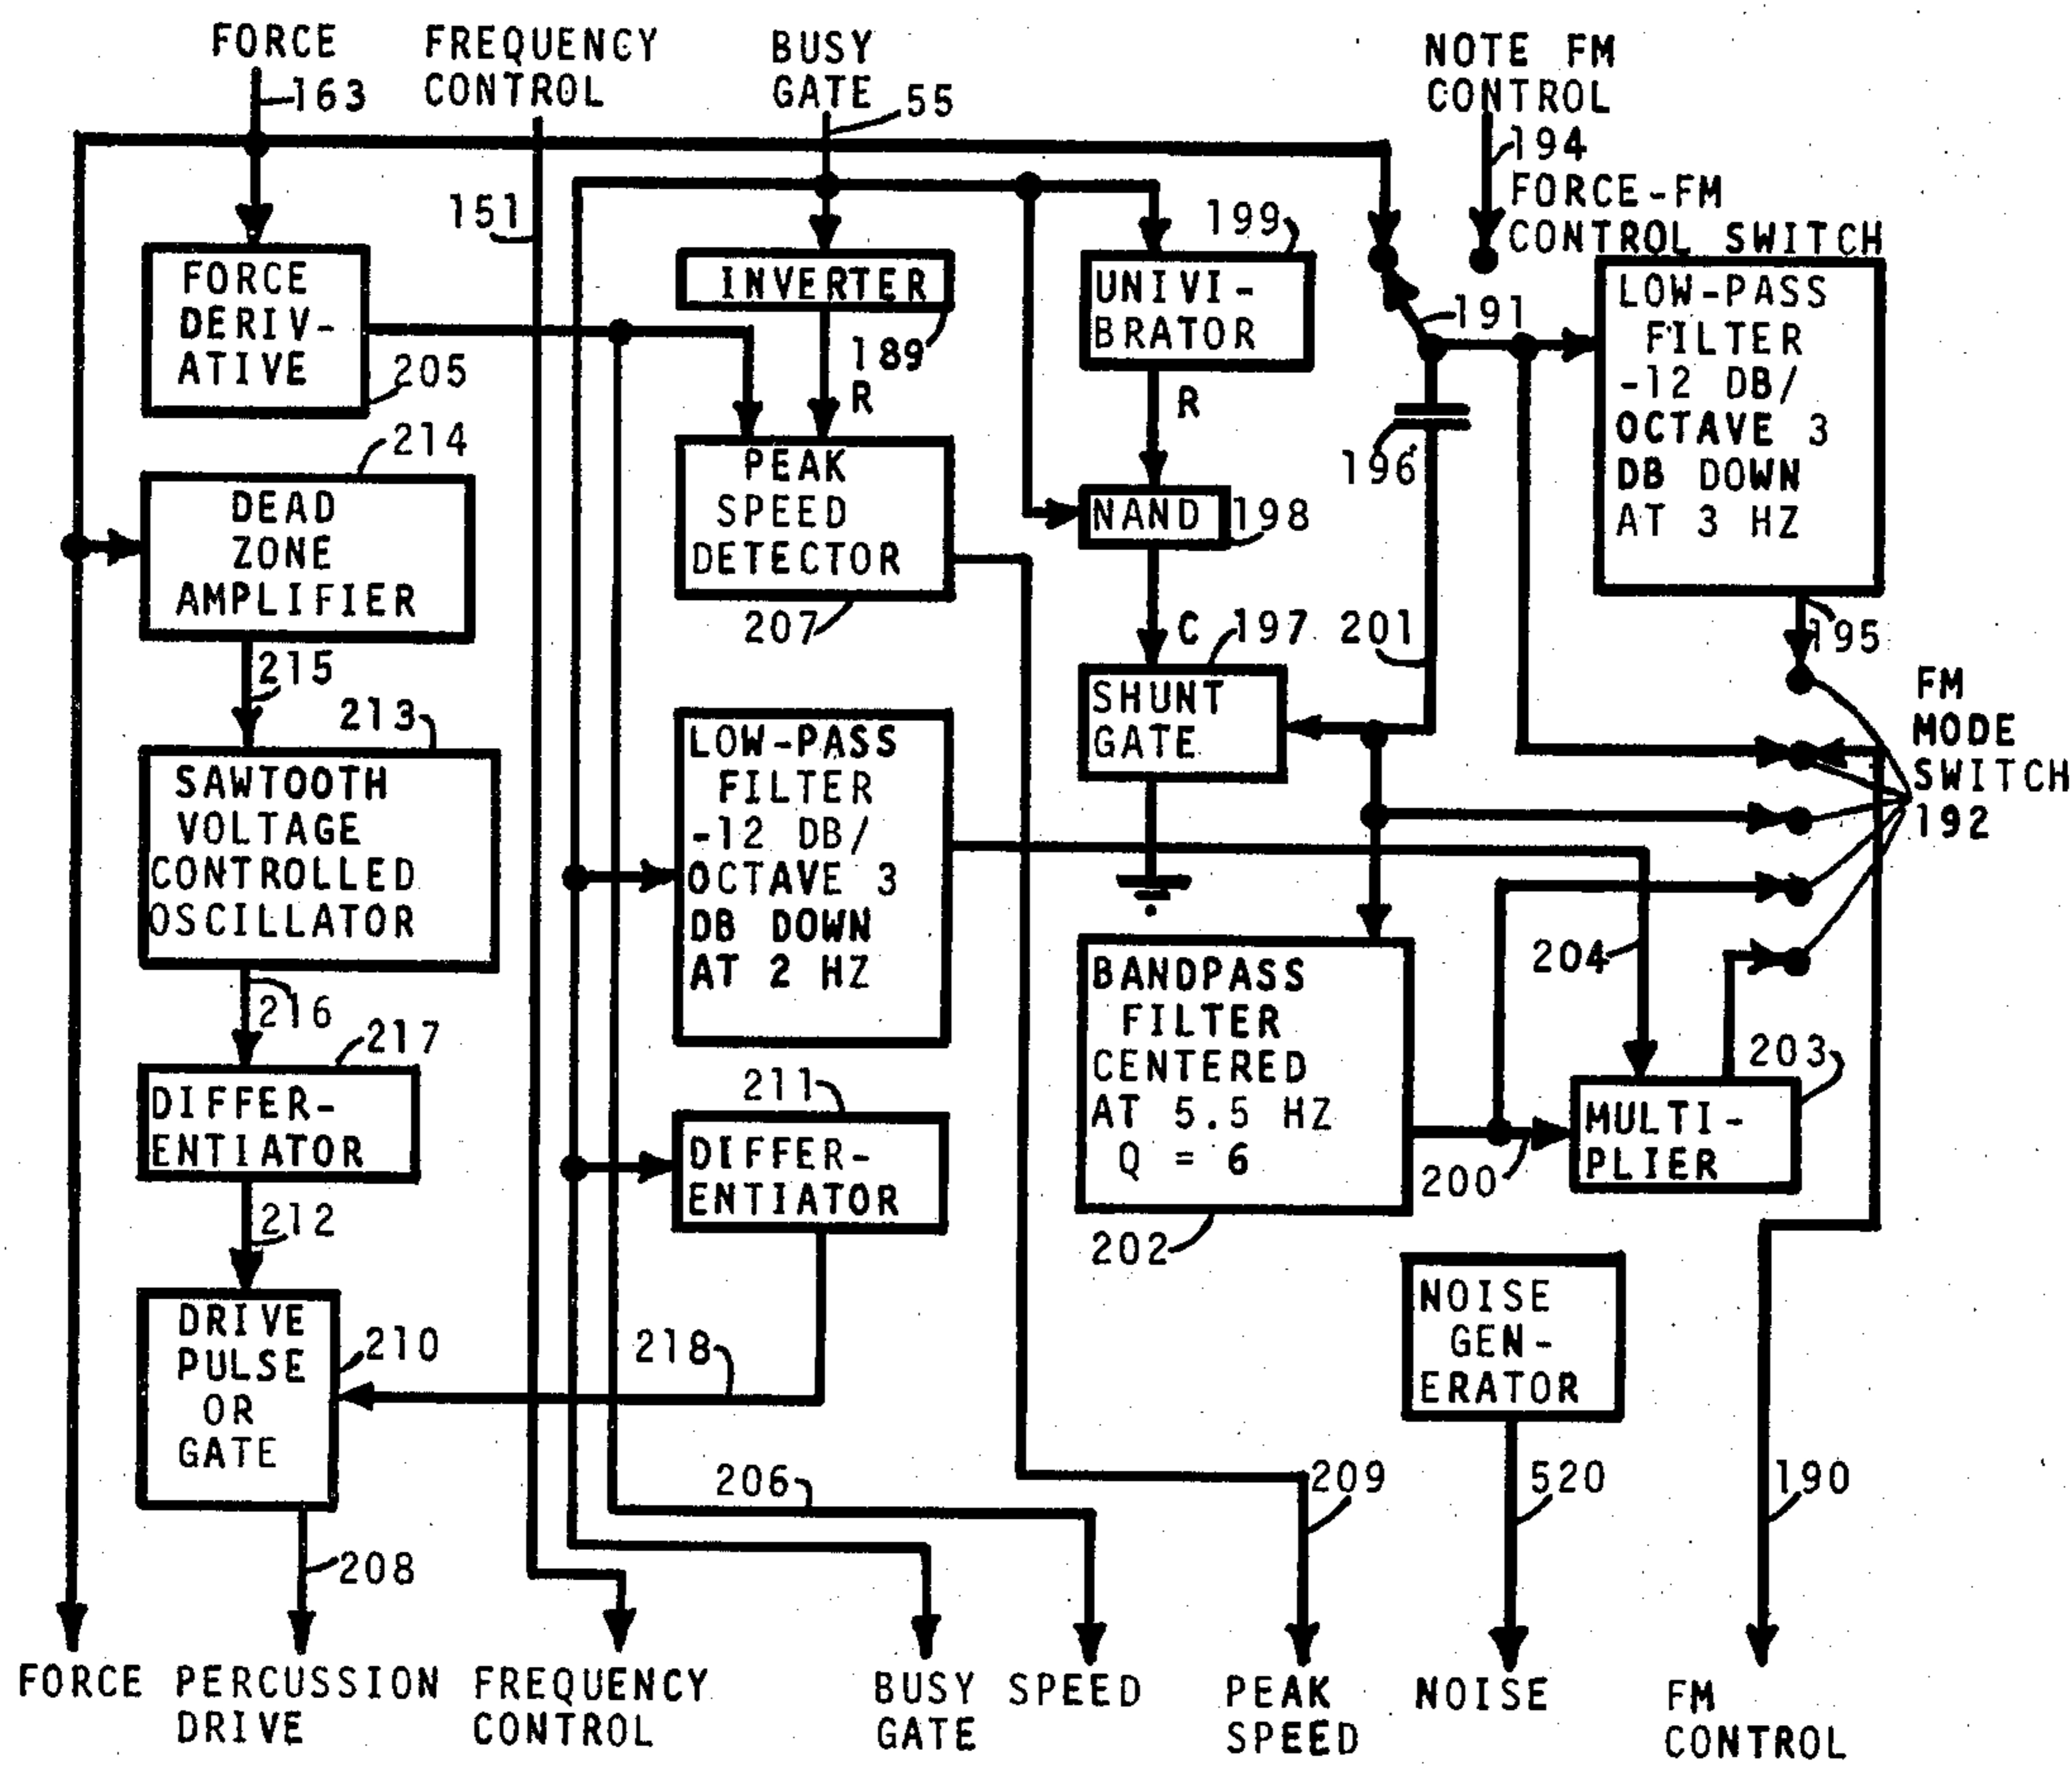 FORCE
163
FREQUENCY
CONTROL
BUSY
GATE
55
NOTE FM
CONTROL
194
FORCE-FM
CONTROL SWITCH
151
199
FORCE
DERIV-
ATIVE
205
INVERTER
189
R
UNIVI-
BRATOR
R
191
196
LOW-PASS
FILTER
-12 DB/
OCTAVE 3
DB DOWN
AT 3 HZ
195
214
DEAD
ZONE
AMPLIFIER
215
PEAK
SPEED
DETECTOR
207
NAND
198
C
197
201
SHUNT
GATE
FM
MODE
SWITCH
192
213
SAWTOOTH
VOLTAGE
CONTROLLED
OSCILLATOR
216
LOW-PASS
FILTER
-12 DB/
OCTAVE 3
DB DOWN
AT 2 HZ
BANDPASS
FILTER
CENTERED
AT 5.5 HZ
Q = 6
202
204
200
203
MULTI-
PLIER
217
DIFFER-
ENTIATOR
212
211
DIFFER-
ENTIATOR
218
DRIVE
PULSE
OR
GATE
210
208
206
209
NOISE
GEN-
ERATOR
520
190
FORCE
PERCUSSION
DRIVE
FREQUENCY
CONTROL
BUSY
GATE
SPEED
PEAK
SPEED
NOISE
FM
CONTROL